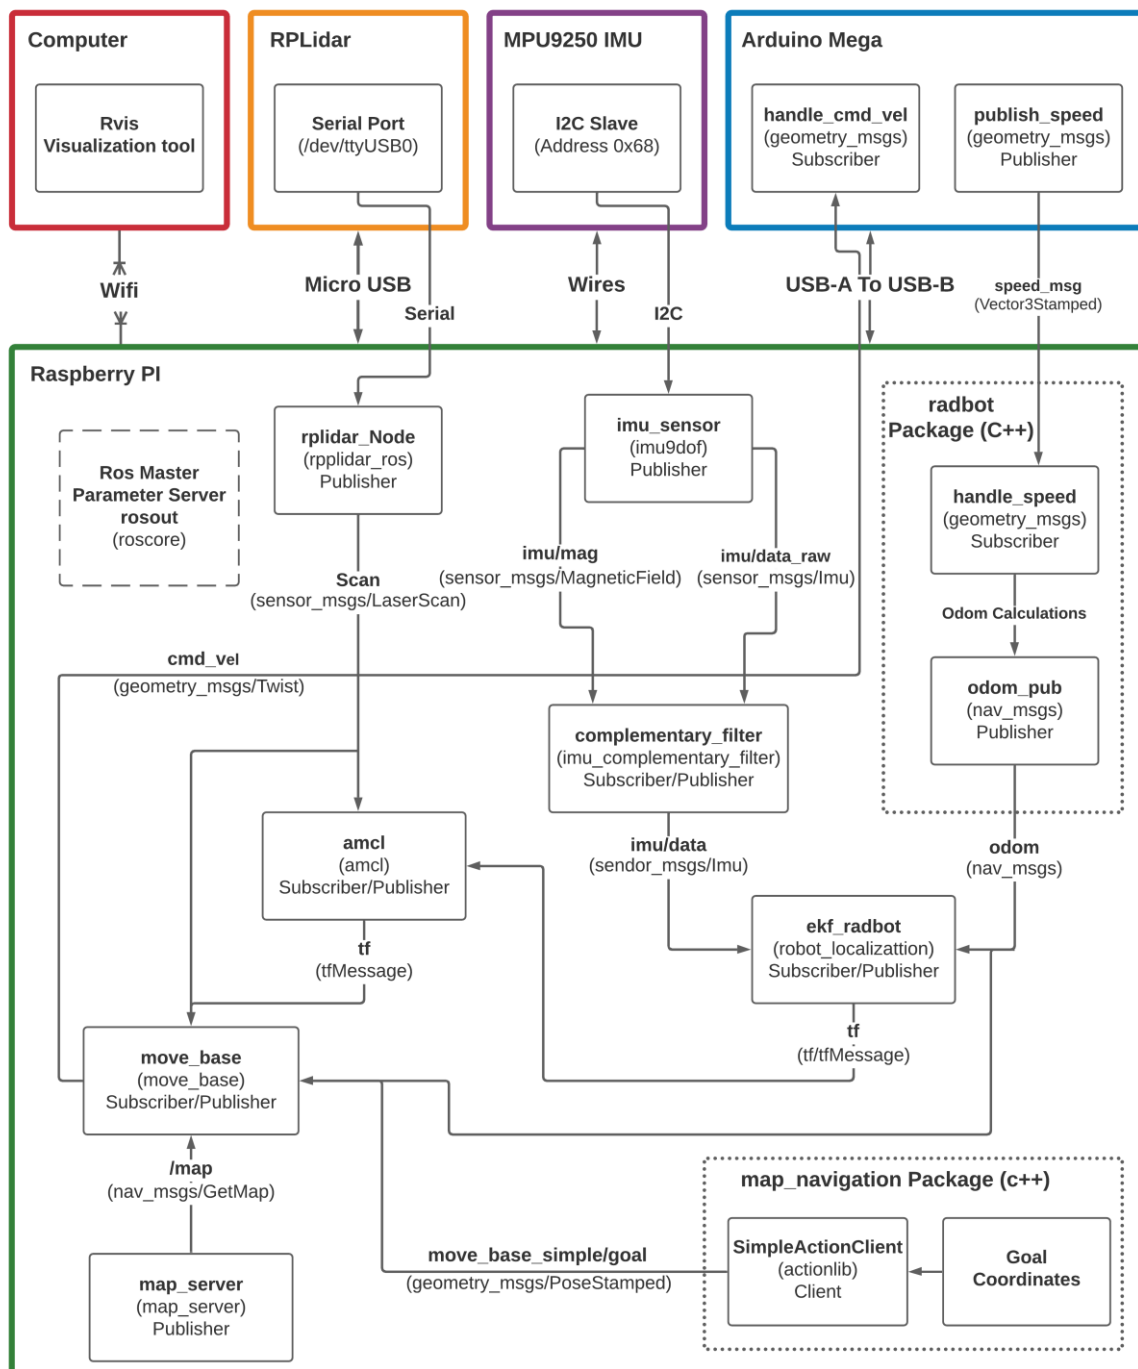 Computer
Rvis
Visualization tool
RPLidar
Serial Port
(/dev/ttyUSB0)
MPU9250 IMU
I2C Slave
(Address 0x68)
Arduino Mega
handle_cmd_vel
(geometry_msgs)
Subscriber
publish_speed
(geometry_msgs)
Publisher
Wifi
Micro USB
Serial
Wires
I2C
USB-A To USB-B
speed_msg
(Vector3Stamped)
Raspberry PI
Ros Master
Parameter Server
rosout
(roscore)
rplidar_Node
(rpplidar_ros)
Publisher
imu_sensor
(imu9dof)
Publisher
radbot
Package (C++)
handle_speed
(geometry_msgs)
Subscriber
Odom Calculations
odom_pub
(nav_msgs)
Publisher
Scan
(sensor_msgs/LaserScan)
imu/mag
(sensor_msgs/MagneticField)
imu/data_raw
(sensor_msgs/Imu)
cmd_vel
(geometry_msgs/Twist)
complementary_filter
(imu_complementary_filter)
Subscriber/Publisher
amcl
(amcl)
Subscriber/Publisher
imu/data
(sendor_msgs/Imu)
odom
(nav_msgs)
ekf_radbot
(robot_localizattion)
Subscriber/Publisher
tf
(tfMessage)
tf
(tf/tfMessage)
move_base
(move_base)
Subscriber/Publisher
/map
(nav_msgs/GetMap)
map_server
(map_server)
Publisher
move_base_simple/goal
(geometry_msgs/PoseStamped)
map_navigation Package (c++)
SimpleActionClient
(actionlib)
Client
Goal
Coordinates